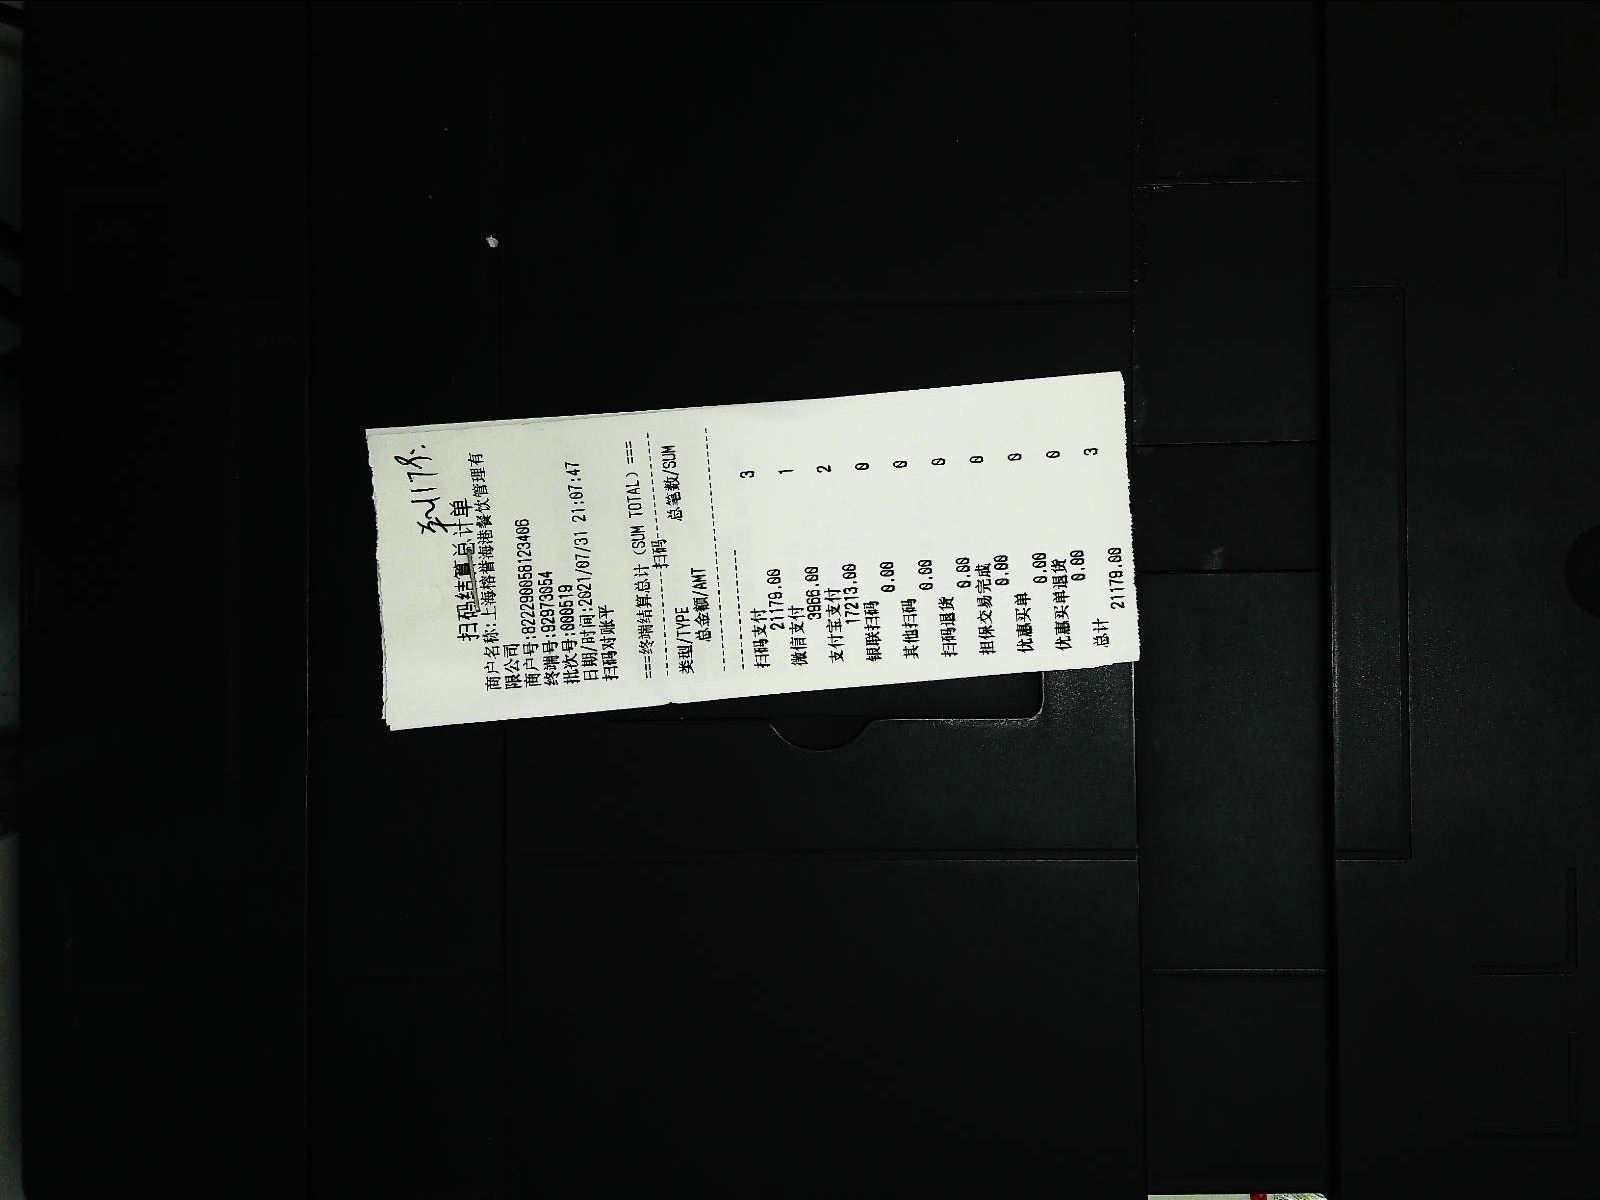 扫码结算总计单
商户名称:上海榕誉海港餐饮管理有
限公司
商户号:822290058123406
终端号:92973054
批次号:000519
日期/时间:2021/07/31 21:07:47
扫码对账平
===终端结算总计(SUM TOTAL)===
扫码
类型/TYPE 总笔数/SUM
总金额/AMT
扫码支付 3
21179.00
微信支付 1
3966.00
支付宝支付 2
17213.00
银联扫码 0
0.00
其他扫码 0
0.00
扫码退货 0
0.00
担保交易完成 0
0.00
优惠买单 0
0.00
优惠买单退货 0
0.00
总计 3
21179.00